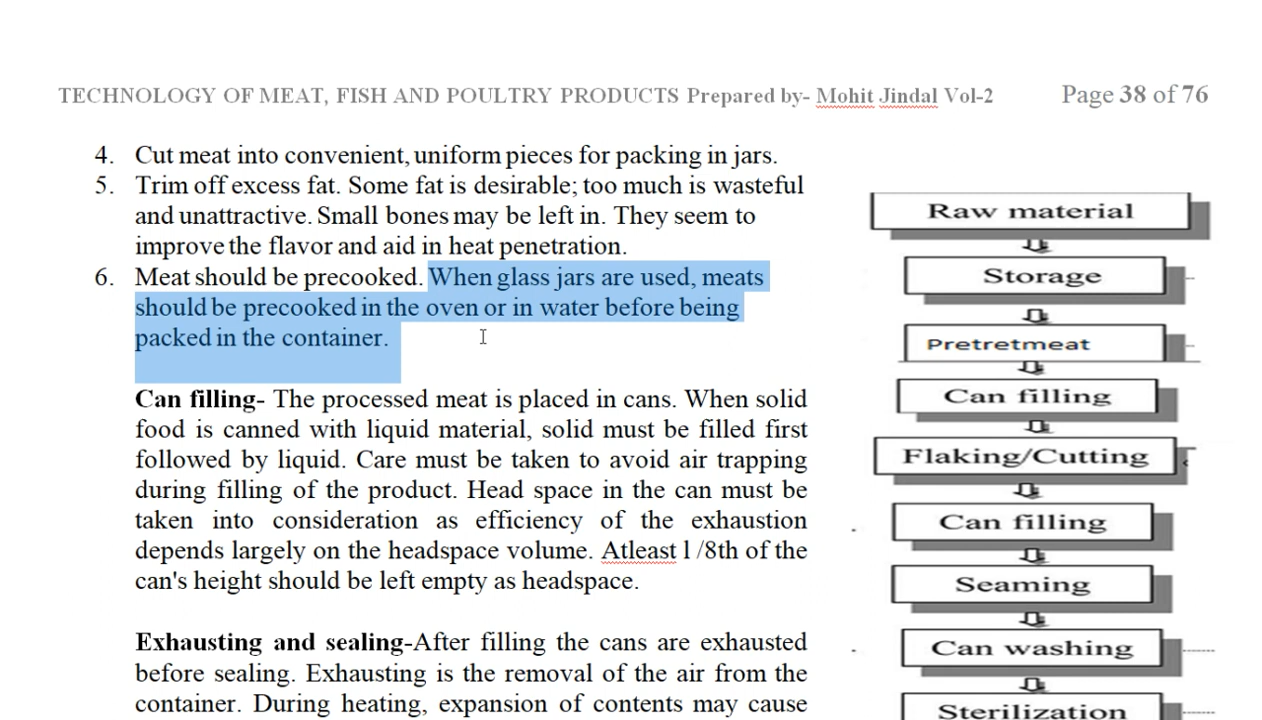 TECHNOLOGY OF MEAT, FISH AND POULTRY PRODUCTS Prepared by- Mohit Jindal Vol-2 Page 38 of 76
4. Cut meat into convenient, uniform pieces for packing in jars.
5. Trim off excess fat. Some fat is desirable; too much is wasteful
and unattractive. Small bones may be left in. They seem to
improve the flavor and aid in heat penetration.
6. Meat should be precooked. When glass jars are used, meats
should be precooked in the oven or in water before being
packed in the container.
Can filling- The processed meat is placed in cans. When solid
food is canned with liquid material, solid must be filled first
followed by liquid. Care must be taken to avoid air trapping
during filling of the product. Head space in the can must be
taken into consideration as efficiency of the exhaustion
depends largely on the headspace volume. Atleast l /8th of the
can's height should be left empty as headspace.
Exhausting and sealing-After filling the cans are exhausted
before sealing. Exhausting is the removal of the air from the
container. During heating, expansion of contents may cause
Raw material
Storage
Pretretmeat
Can filling
Flaking/Cutting
Can filling
Seaming
Can washing
Sterilization